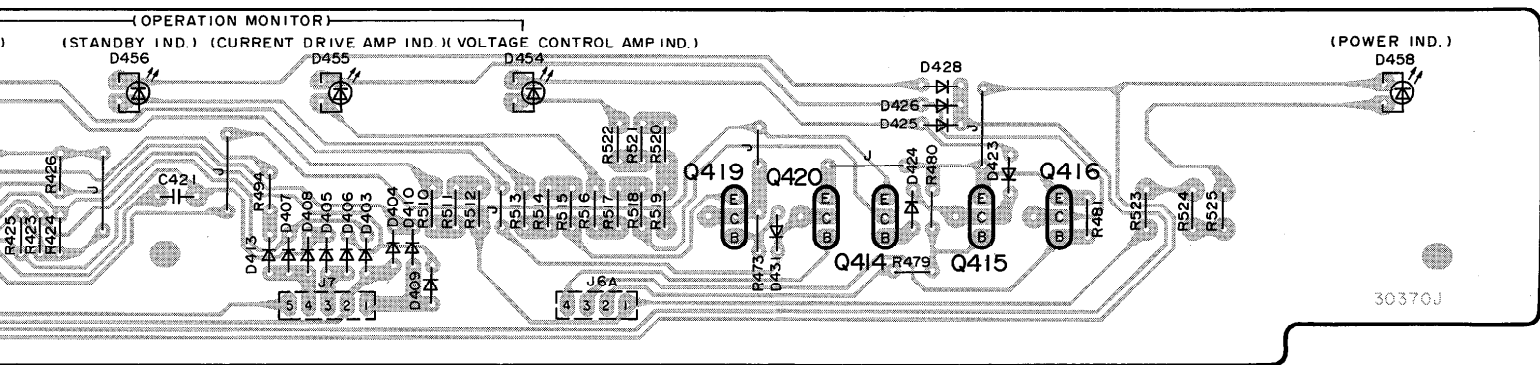 (OPERATION MONITOR)
) (STANDBY IND.) (CURRENT DRIVE AMP IND.) (VOLTAGE CONTROL AMP IND.) (POWER IND.)
D456 D455 D454 D428 D458
D426
D425
R522 R521 R520
R426 C421 J J R494
J J J
Q419 Q420 D424 R480 D423 Q416
R425 R423 R424
D413 D407 D408 D405 D406 D403 D404 D410
R510 R511 R512 J R513 R514 R515 R516 R517 R518 R519
E C B
E C B
E C B
E C B
E C B
R481 R523 R524 R525
R473 D431 Q414 R479 Q415
D409
J7
5 4 3 2 1
J6A
4 3 2 1
30370J